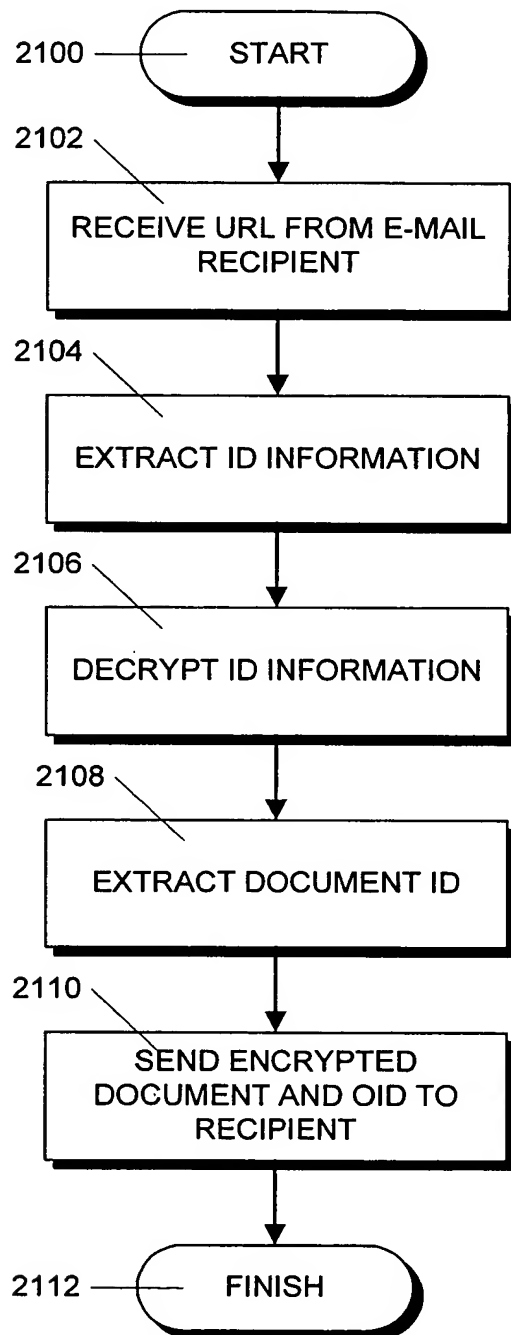 2100
START
2102
RECEIVE URL FROM E-MAIL
RECIPIENT
2104
EXTRACT ID INFORMATION
2106
DECRYPT ID INFORMATION
2108
EXTRACT DOCUMENT ID
2110
SEND ENCRYPTED
DOCUMENT AND OID TO
RECIPIENT
2112
FINISH